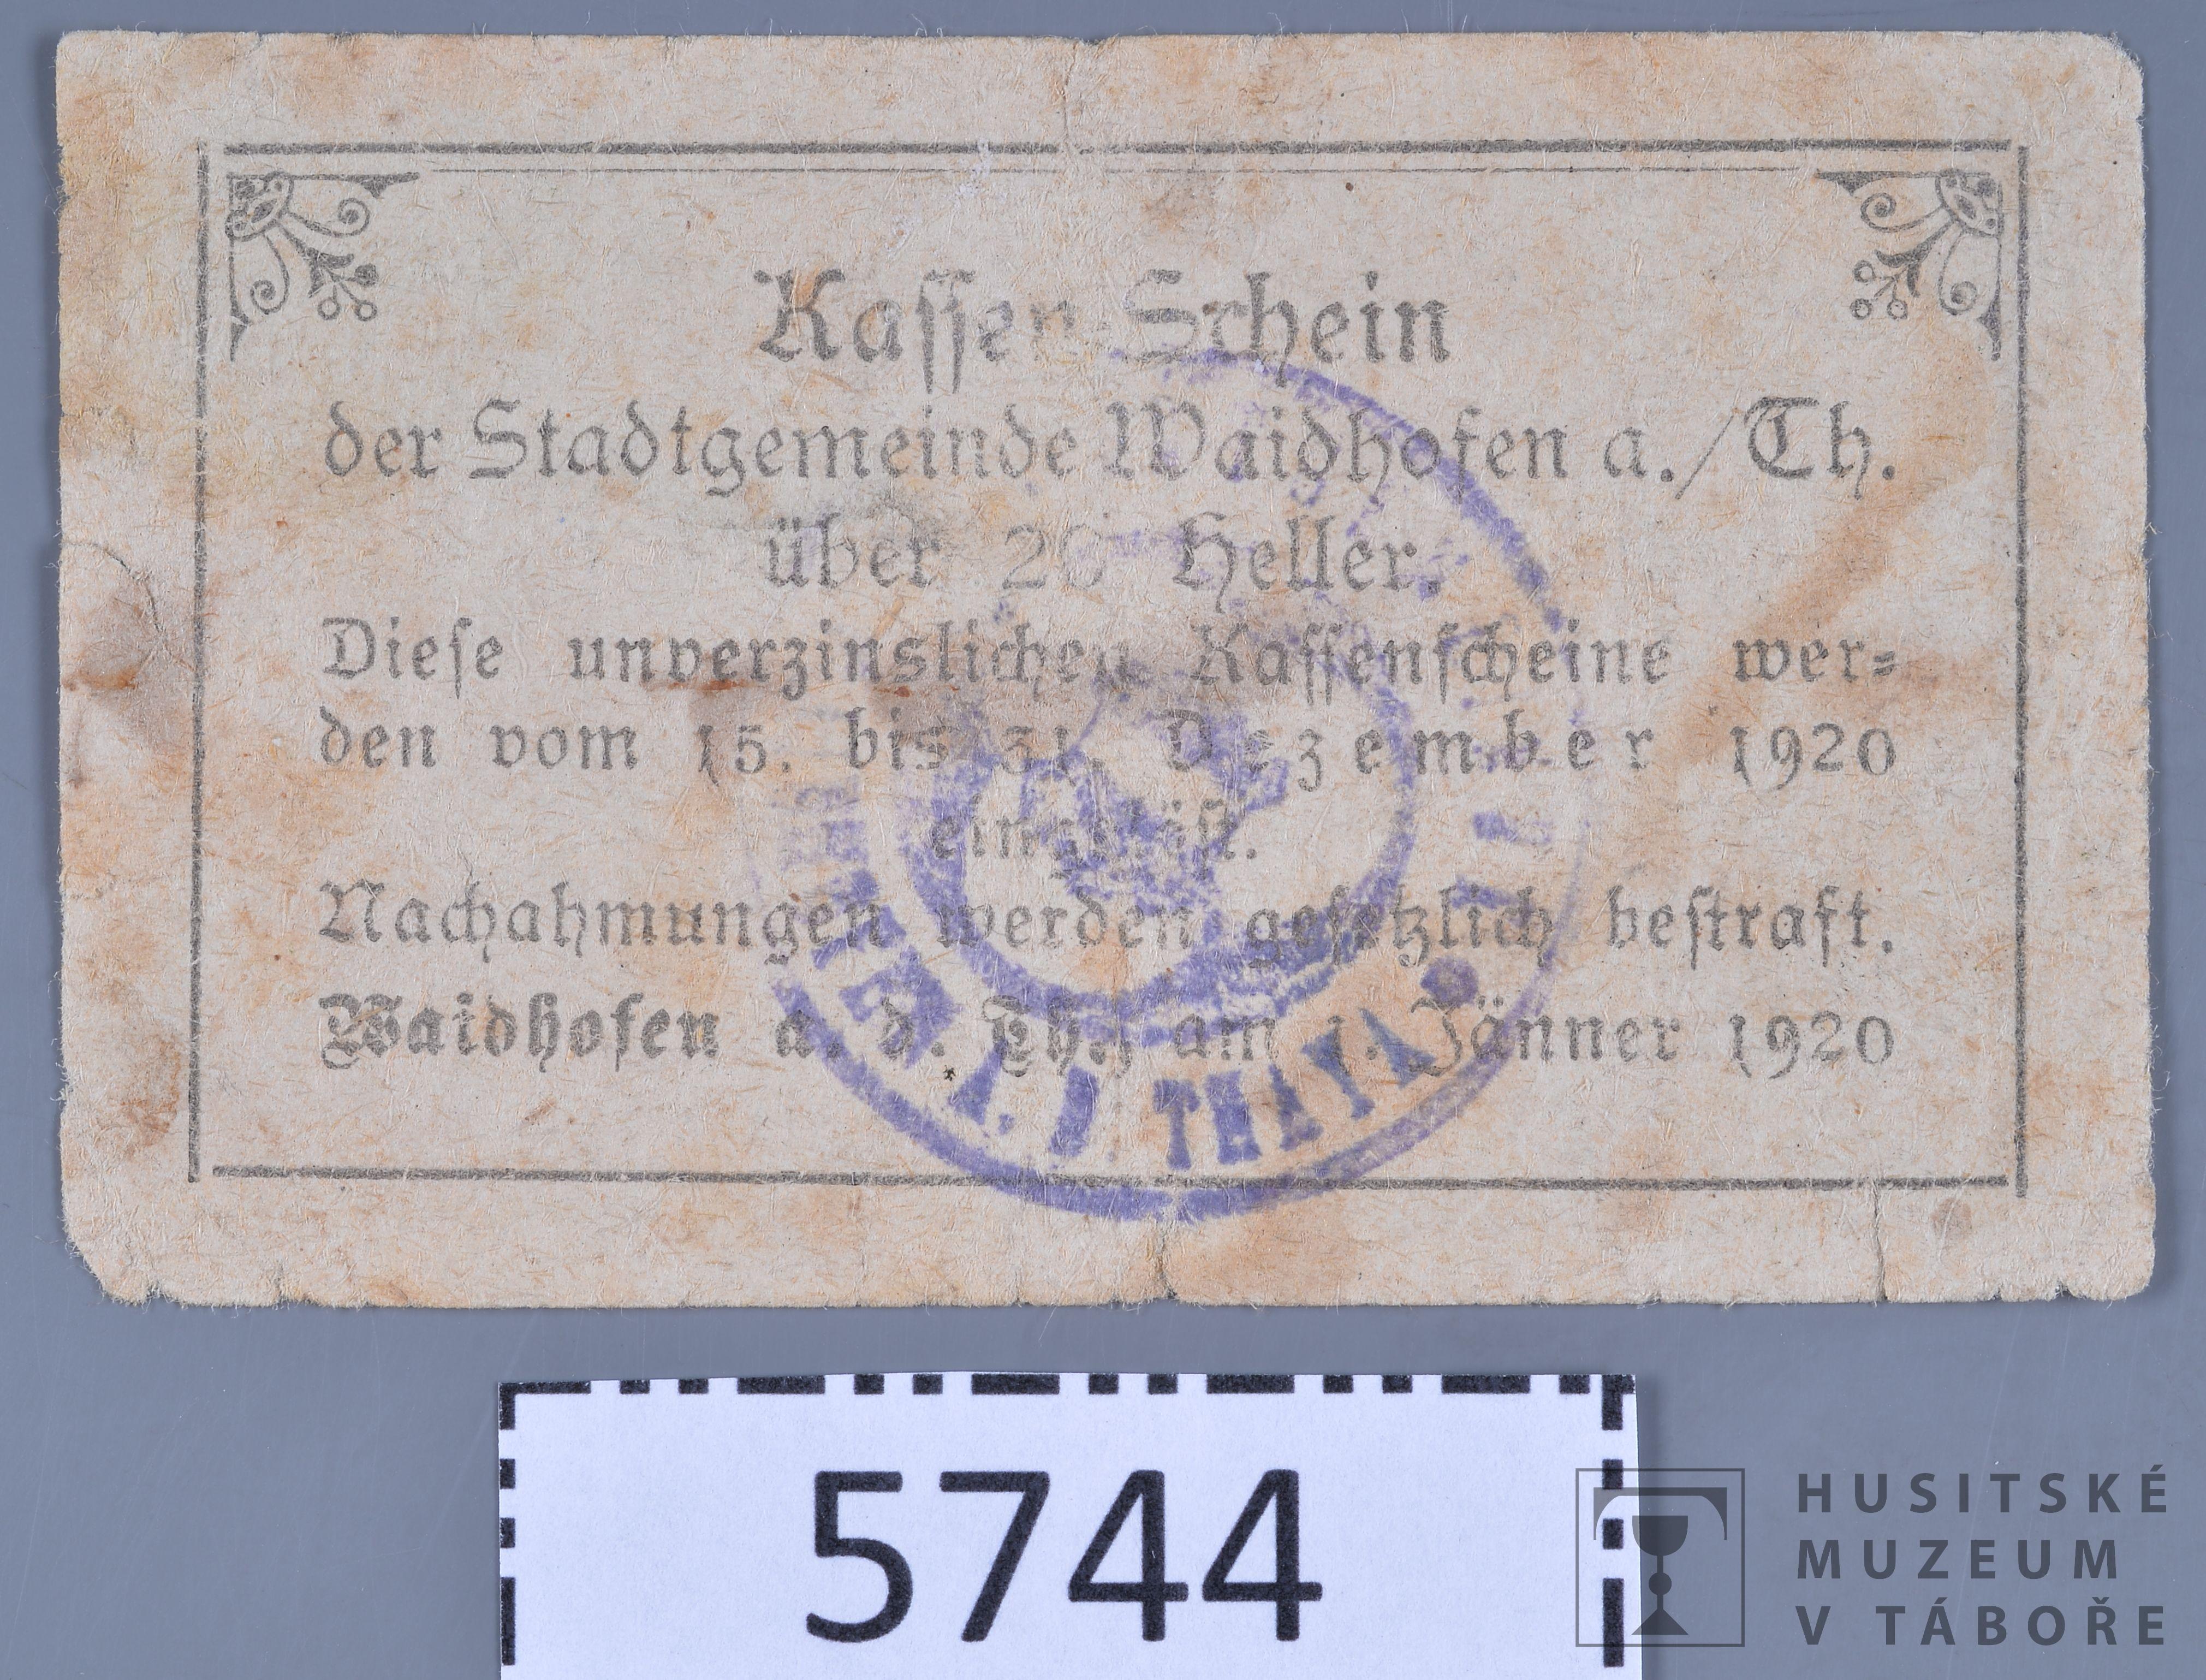 Kassen-Schein
der Stadtgemeinde Waidhofen a./Th.
über 20 Heller.
Diese unverzinslichen Kassenscheine wer=
den vom 15. bis 31. Dezember 1920
eingelöst.
Nachahmungen werden gesetzlich bestraft.
Waidhofen a. d. Th., am 1. Jänner 1920
A. D. THAYA
5744
HUSITSKÉ
MUZEUM
V TÁBOŘE